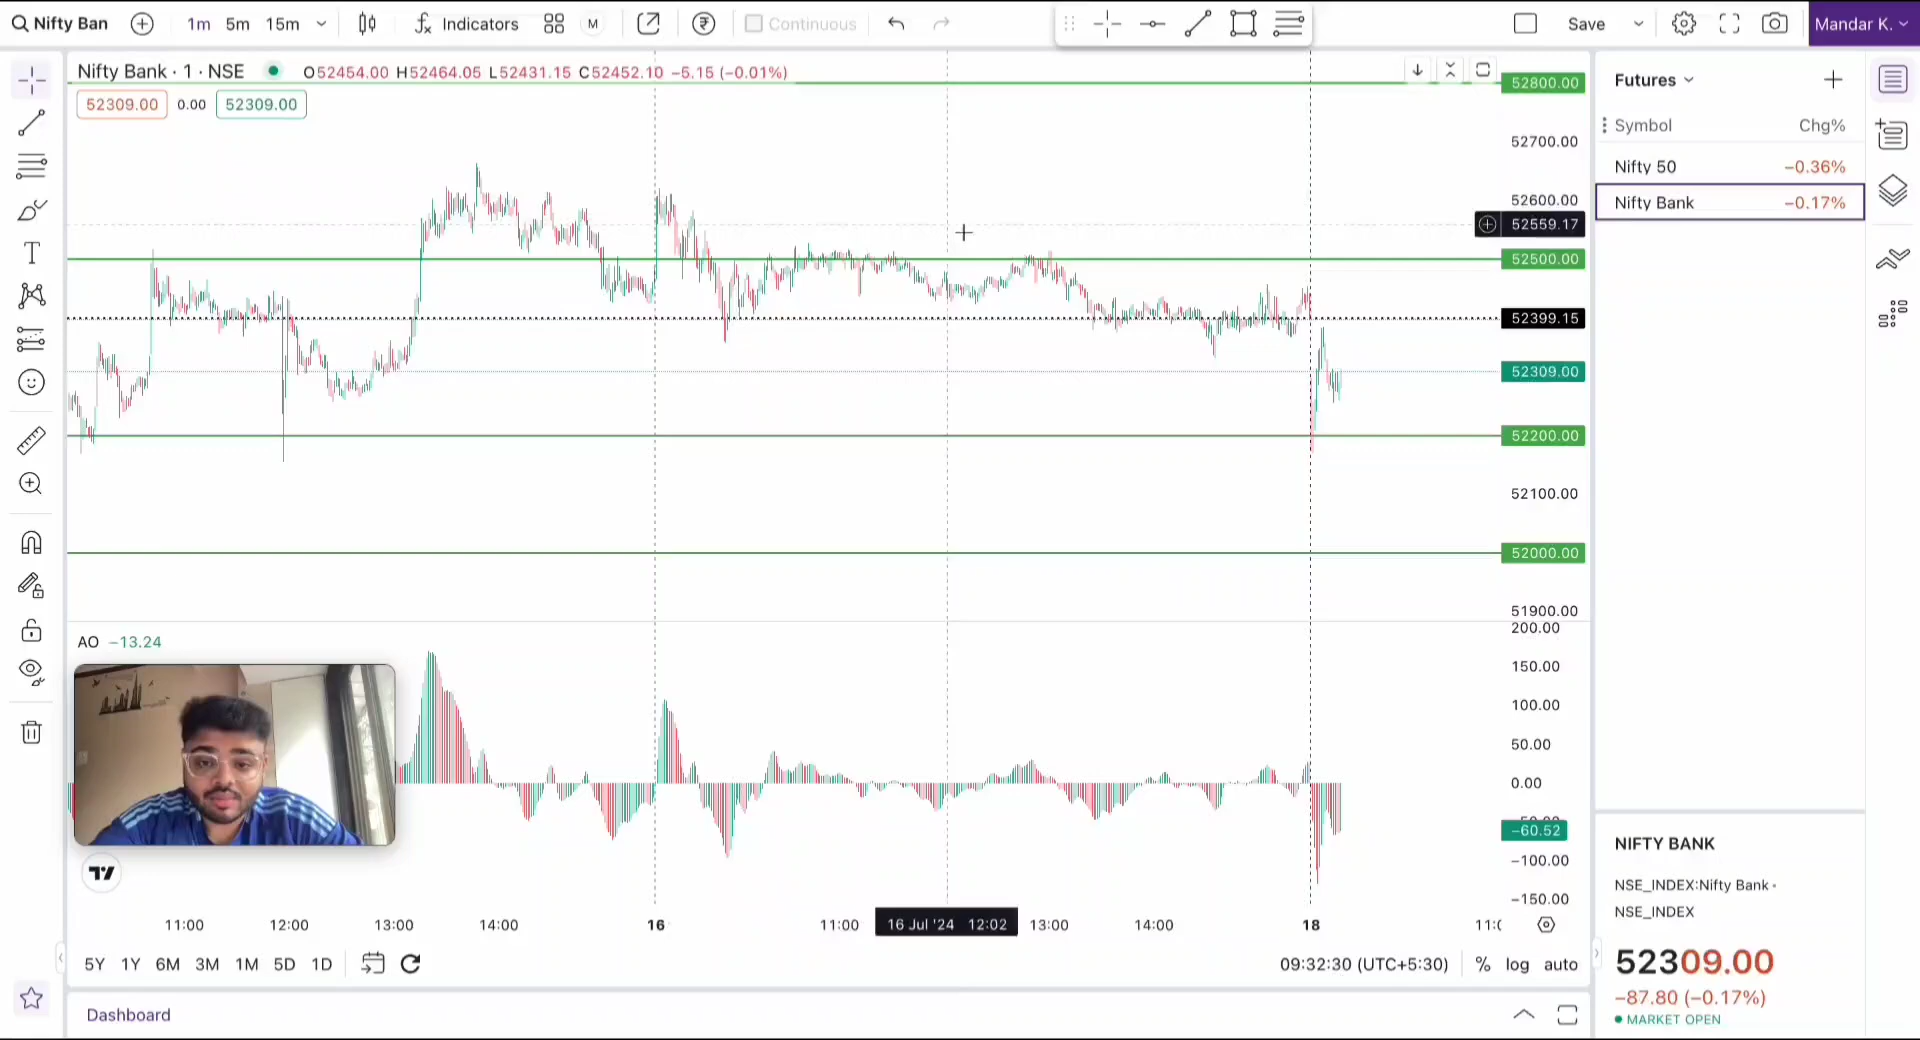 Nifty Ban 1m 5m 15m Indicators M Continuous Save Mandar K.
Nifty Bank · 1 · NSE O52454.00 H52464.05 L52431.15 C52452.10 −5.15 (−0.01%)
52309.00 0.00 52309.00
52800.00
52700.00
52600.00
52559.17
52500.00
52399.15
52309.00
52200.00
52100.00
52000.00
51900.00
AO −13.24
200.00
150.00
100.00
50.00
0.00
−60.52
−100.00
−150.00
11:00 12:00 13:00 14:00 16 11:00 16 Jul '24 12:02 13:00 14:00 18
5Y 1Y 6M 3M 1M 5D 1D 09:32:30 (UTC+5:30) % log auto
Dashboard
Futures
Symbol Chg%
Nifty 50 −0.36%
Nifty Bank −0.17%
NIFTY BANK
NSE_INDEX:Nifty Bank •
NSE_INDEX
52309.00
−87.80 (−0.17%)
MARKET OPEN